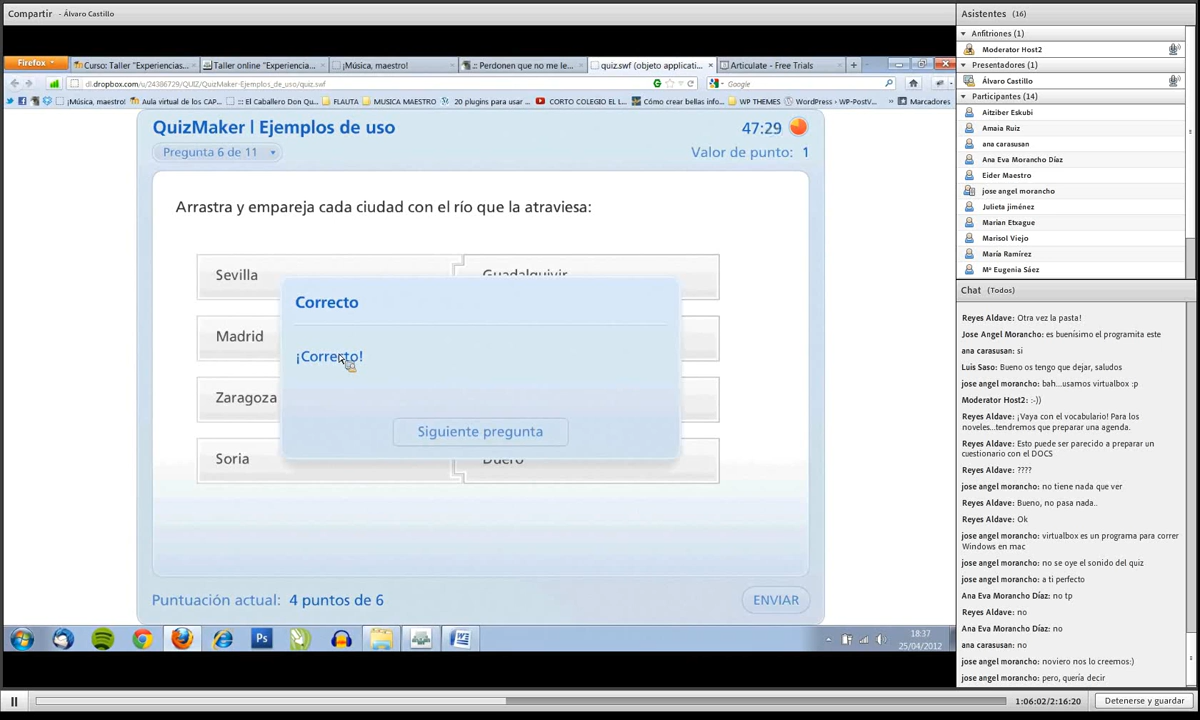 Compartir - Álvaro Castillo
Firefox
Curso: Taller "Experiencias...
Taller online "Experiencia...
¡Música, maestro!
.:: Perdonen que no me le...
quiz.swf (objeto applicati...
Articulate - Free Trials
dl.dropbox.com/u/24386729/QUIZ/QuizMaker-Ejemplos_de_uso/quiz.swf
Google
¡Música, maestro!
Aula virtual de los CAP...
:: El Caballero Don Qu...
FLAUTA
MUSICA MAESTRO
20 plugins para usar ...
CORTO COLEGIO EL L...
Cómo crear bellas info...
WP THEMES
WordPress › WP-PostV...
Marcadores
QuizMaker | Ejemplos de uso
47:29
Pregunta 6 de 11
Valor de punto: 1
Arrastra y empareja cada ciudad con el río que la atraviesa:
Sevilla
Guadalquivir
Madrid
Zaragoza
Soria
Duero
Correcto
¡Correcto!
Siguiente pregunta
Puntuación actual: 4 puntos de 6
ENVIAR
18:37
25/04/2012
Asistentes (16)
Anfitriones (1)
Moderator Host2
Presentadores (1)
Álvaro Castillo
Participantes (14)
Aitziber Eskubi
Amaia Ruiz
ana carasusan
Ana Eva Morancho Díaz
Eider Maestro
jose angel morancho
Julieta jiménez
Marian Etxague
Marisol Viejo
María Ramírez
Mª Eugenia Sáez
Chat (Todos)
Reyes Aldave: Otra vez la pasta!
Jose Angel Morancho: es buenísimo el programita este
ana carasusan: si
Luis Saso: Bueno os tengo que dejar, saludos
jose angel morancho: bah...usamos virtualbox :p
Moderator Host2: :-))
Reyes Aldave: ¡Vaya con el vocabulario! Para los
noveles...tendremos que preparar una agenda.
Reyes Aldave: Esto puede ser parecido a preparar un
cuestionario con el DOCS
Reyes Aldave: ????
jose angel morancho: no tiene nada que ver
Reyes Aldave: Bueno, no pasa nada..
Reyes Aldave: Ok
jose angel morancho: virtualbox es un programa para correr
Windows en mac
jose angel morancho: no se oye el sonido del quiz
jose angel morancho: a ti perfecto
Ana Eva Morancho Díaz: no tp
Reyes Aldave: no
Ana Eva Morancho Díaz: no
ana carasusan: no
jose angel morancho: noviero nos lo creemos:)
jose angel morancho: pero, quería decir
1:06:02/2:16:20
Detenerse y guardar